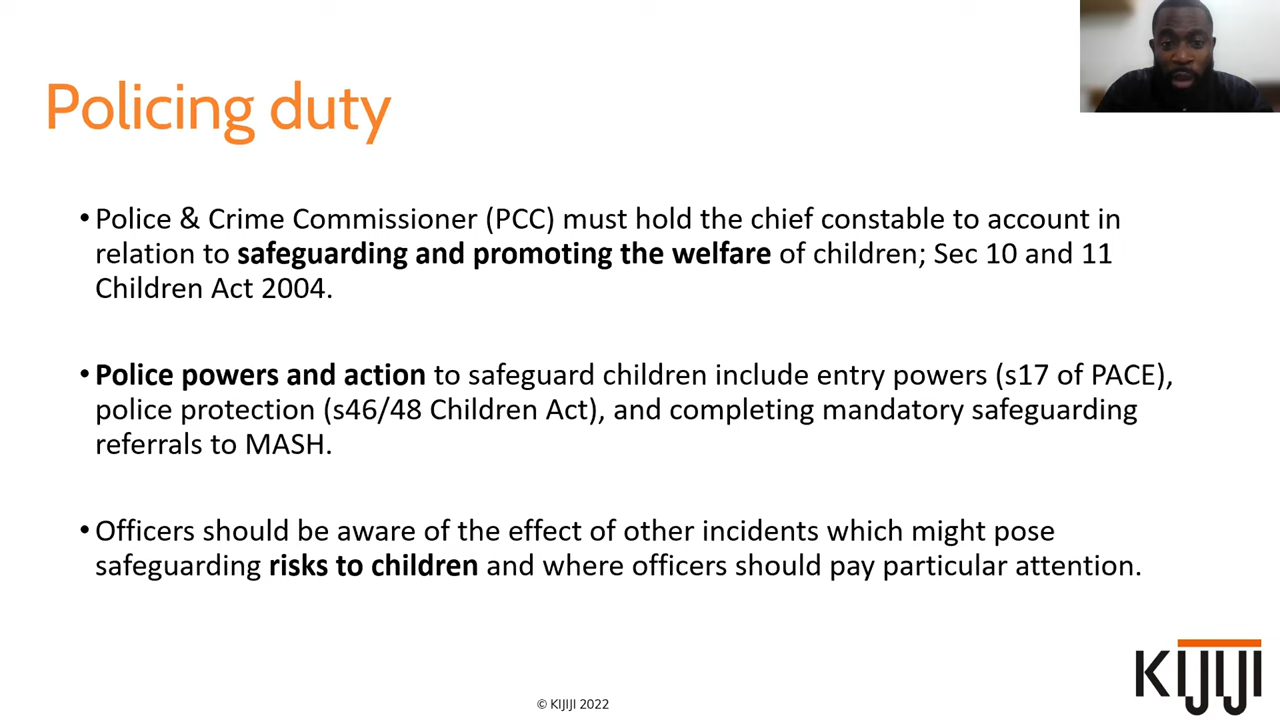 Policing duty
• Police & Crime Commissioner (PCC) must hold the chief constable to account in
relation to safeguarding and promoting the welfare of children; Sec 10 and 11
Children Act 2004.
• Police powers and action to safeguard children include entry powers (s17 of PACE),
police protection (s46/48 Children Act), and completing mandatory safeguarding
referrals to MASH.
• Officers should be aware of the effect of other incidents which might pose
safeguarding risks to children and where officers should pay particular attention.
KIJIJI
© KIJIJI 2022